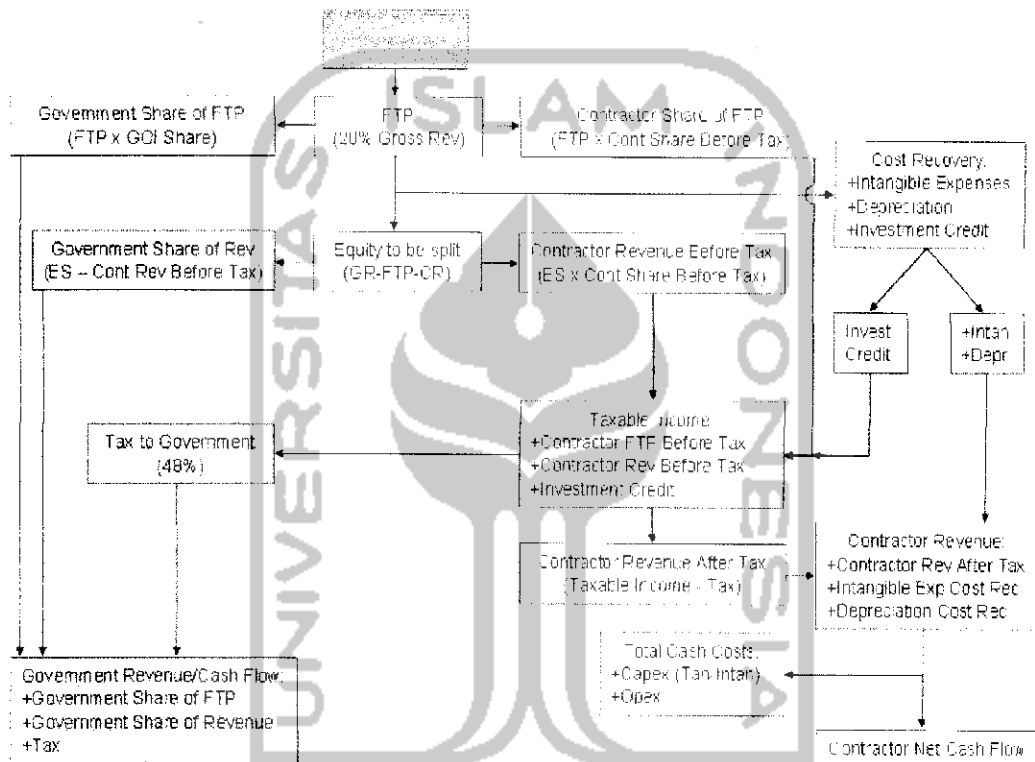 Government Share of FTP
(FTP x GOI Share)
FTP
(20% Gross Rev)
Contractor Share of FTP
(FTP x Cont Share Before Tax)
Cost Recovery:
+Intangible Expenses
+Depreciation
+Investment Credit
Government Share of Rev
(ES – Cont Rev Before Tax)
Equity to be split
(GR-FTP-CR)
Contractor Revenue Before Tax
(ES x Cont Share Before Tax)
Invest
Credit
+Intan
+Depr
Tax to Government
(48%)
Taxable Income
+Contractor FTP Before Tax
+Contractor Rev Before Tax
+Investment Credit
Contractor Revenue After Tax
(Taxable Income - Tax)
Contractor Revenue:
+Contractor Rev After Tax
+Intangible Exp Cost Rec
+Depreciation Cost Rec
Total Cash Costs:
+Capex (Tan Intan)
+Opex
Government Revenue/Cash Flow:
+Government Share of FTP
+Government Share of Revenue
+Tax
Contractor Net Cash Flow
UNIVERSITAS
ISLAM
INDONESIA